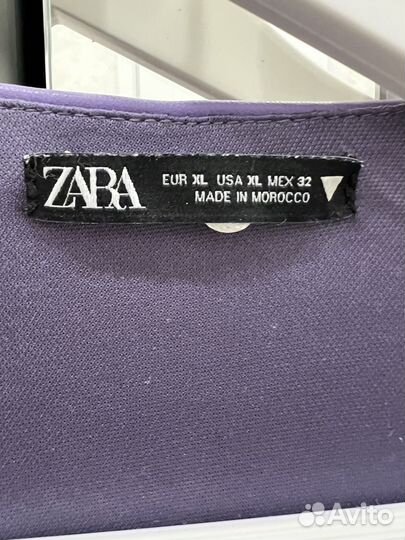 ZARA
EUR XL USA XL MEX 32
MADE IN MOROCCO
Avito